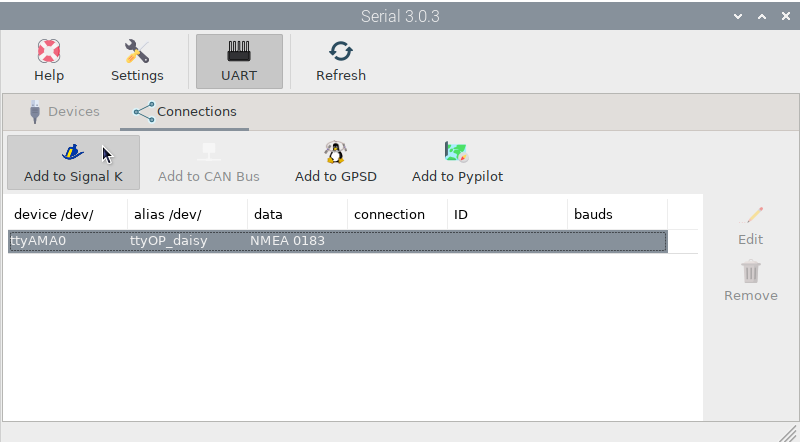 Serial 3.0.3
Help Settings UART Refresh
Devices Connections
Add to Signal K Add to CAN Bus Add to GPSD Add to Pypilot
device /dev/ alias /dev/ data connection ID bauds
ttyAMA0 ttyOP_daisy NMEA 0183
Edit
Remove